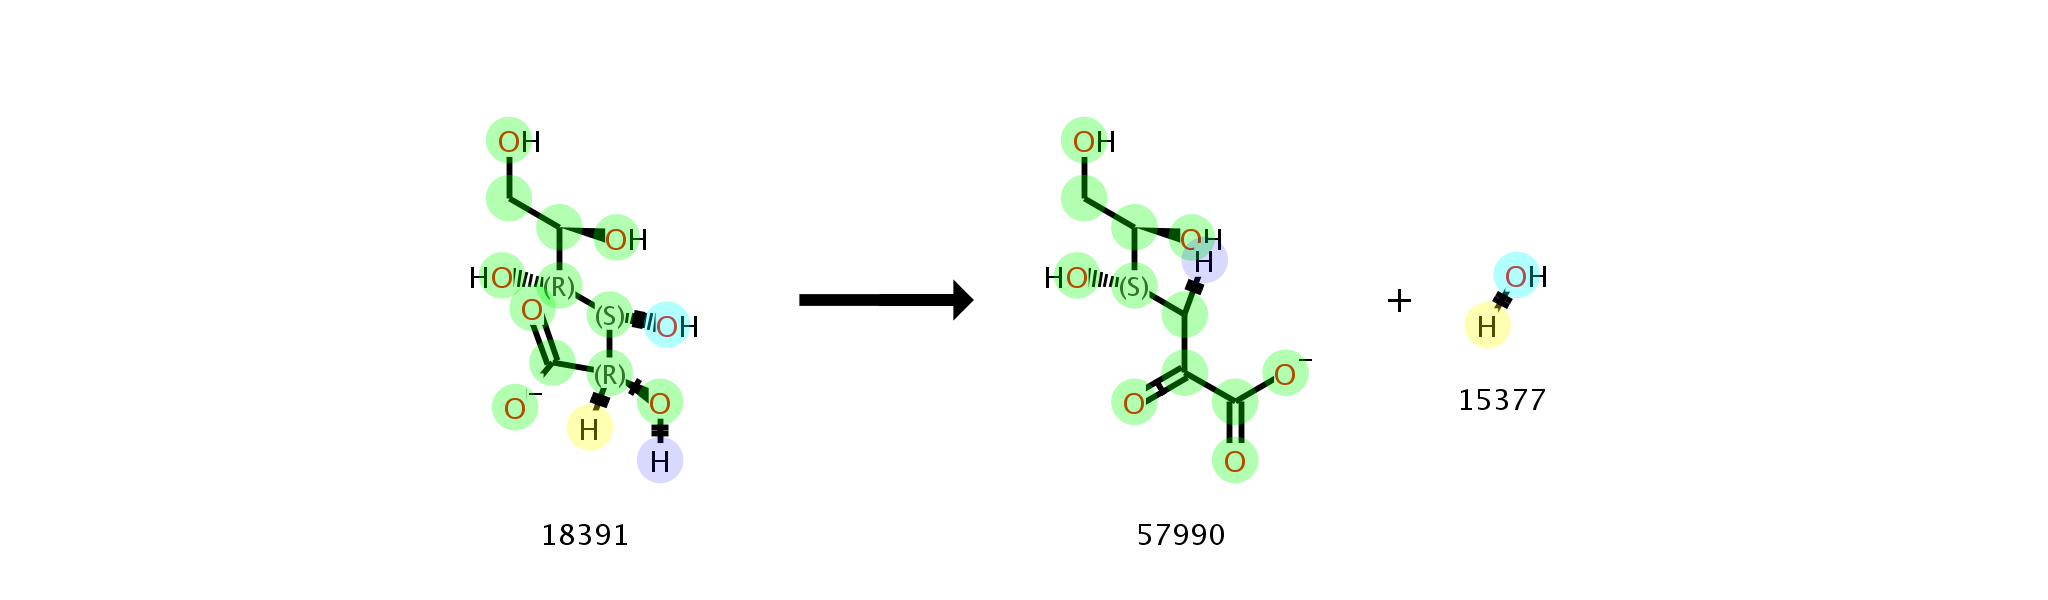 OH
OH
HO (R)
O (S) OH
(R)
O⁻ O
H
H
18391
OH
OH
H
HO (S)
O O⁻
O
57990
+
OH
H
15377